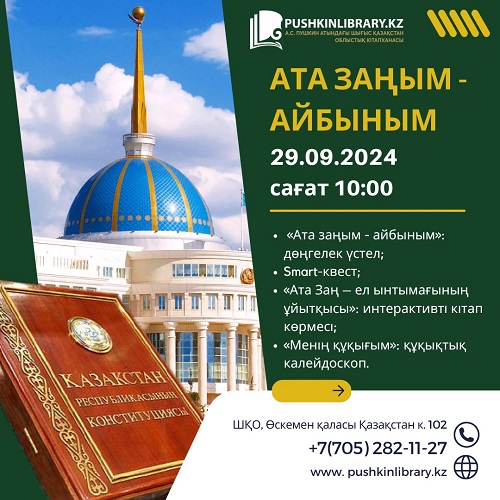 PUSHKINLIBRARY.KZ
А.С. ПУШКИН АТЫНДАҒЫ ШЫҒЫС ҚАЗАҚСТАН
ОБЛЫСТЫҚ КІТАПХАНАСЫ
АТА ЗАҢЫМ -
АЙБЫНЫМ
29.09.2024
сағат 10:00
• «Ата заңым - айбыным»:
дөңгелек үстел;
• Smart-квест;
• «Ата Заң – ел ынтымағының
ұйытқысы»: интерактивті кітап
көрмесі;
• «Менің құқығым»: құқықтық
калейдоскоп.
ҚАЗАҚСТАН
РЕСПУБЛИКАСЫНЫҢ
КОНСТИТУЦИЯСЫ
ШҚО, Өскемен қаласы Қазақстан к. 102
+7(705) 282-11-27
www. pushkinlibrary.kz